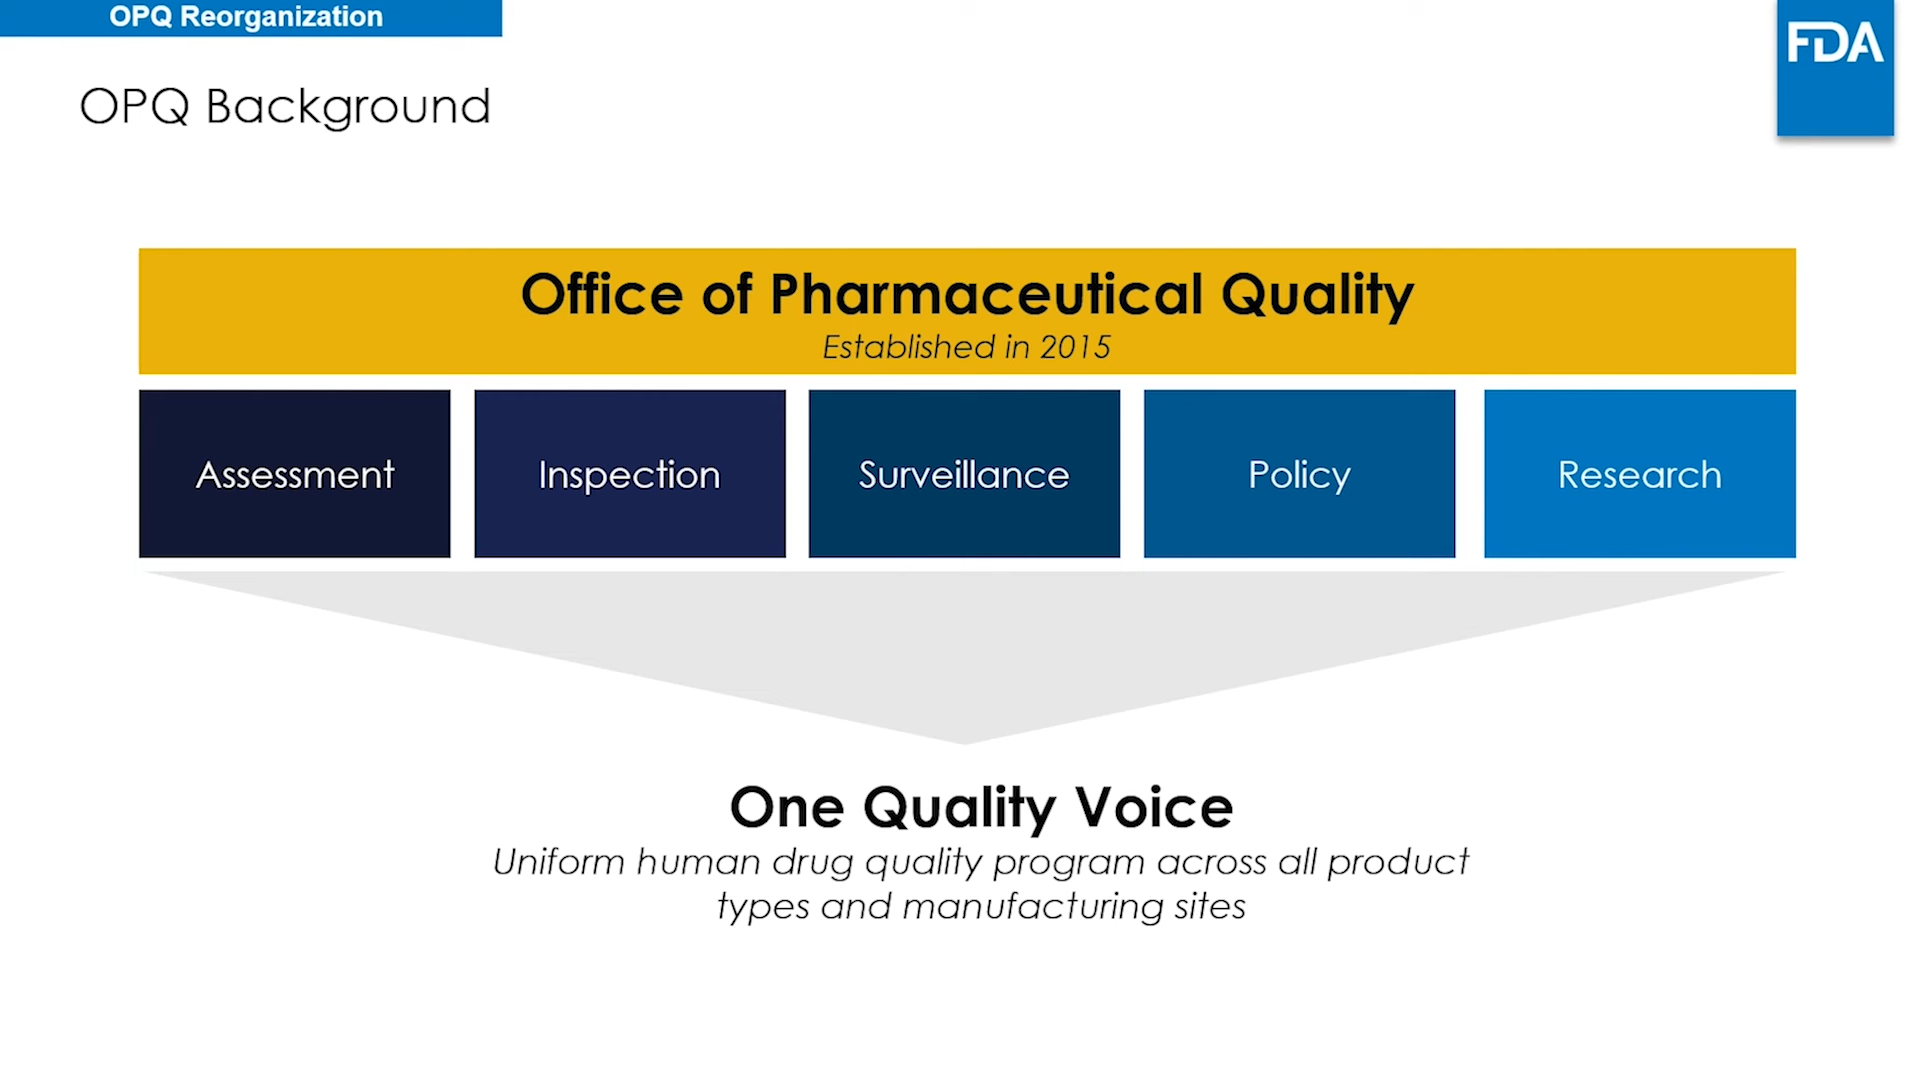 OPQ Reorganization
FDA
OPQ Background
Office of Pharmaceutical Quality
Established in 2015
Assessment
Inspection
Surveillance
Policy
Research
One Quality Voice
Uniform human drug quality program across all product
types and manufacturing sites